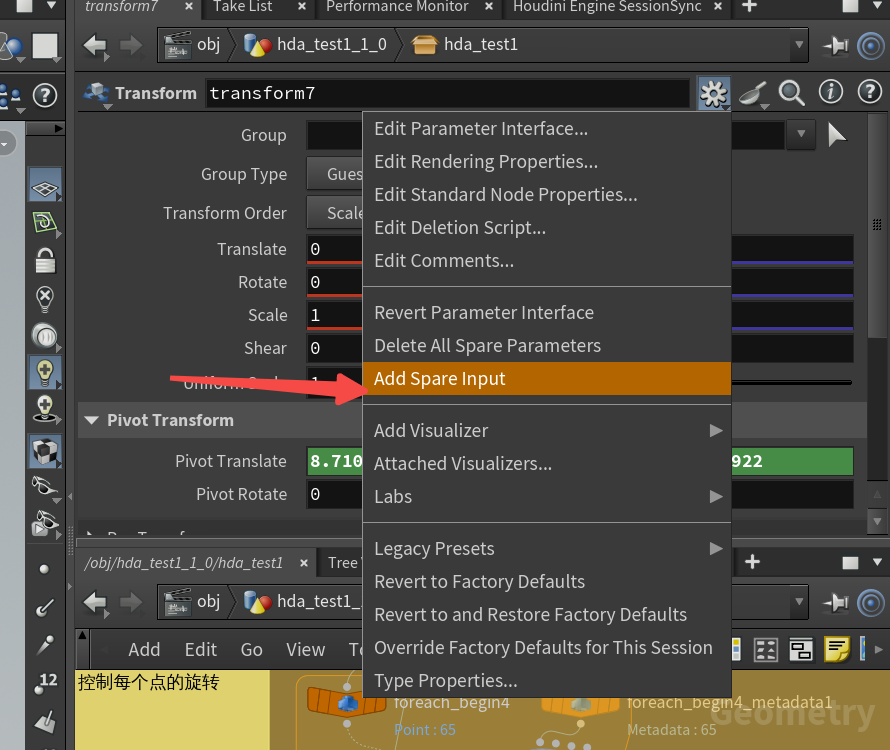 transform7 × Take List × Performance Monitor × Houdini Engine SessionSync ×
obj hda_test1_1_0 hda_test1
Transform transform7
Group
Group Type Gues
Transform Order Scale
Translate 0
Rotate 0
Scale 1
Shear 0
Pivot Transform
Pivot Translate 8.710 922
Pivot Rotate 0
Edit Parameter Interface...
Edit Rendering Properties...
Edit Standard Node Properties...
Edit Deletion Script...
Edit Comments...
Revert Parameter Interface
Delete All Spare Parameters
Add Spare Input
Add Visualizer
Attached Visualizers...
Labs
Legacy Presets
Revert to Factory Defaults
Revert to and Restore Factory Defaults
Override Factory Defaults for This Session
Type Properties...
/obj/hda_test1_1_0/hda_test1 × Tree
obj hda_test1_
Add Edit Go View T
12
控制每个点的旋转
foreach_begin4 foreach_begin4_metadata1
Point : 65 Metadata : 65
Geometry